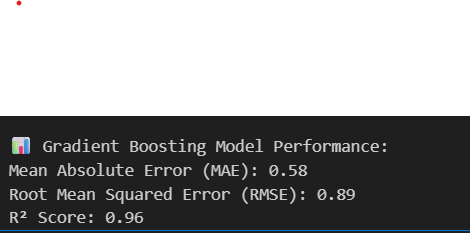 📊 Gradient Boosting Model Performance:
Mean Absolute Error (MAE): 0.58
Root Mean Squared Error (RMSE): 0.89
R² Score: 0.96